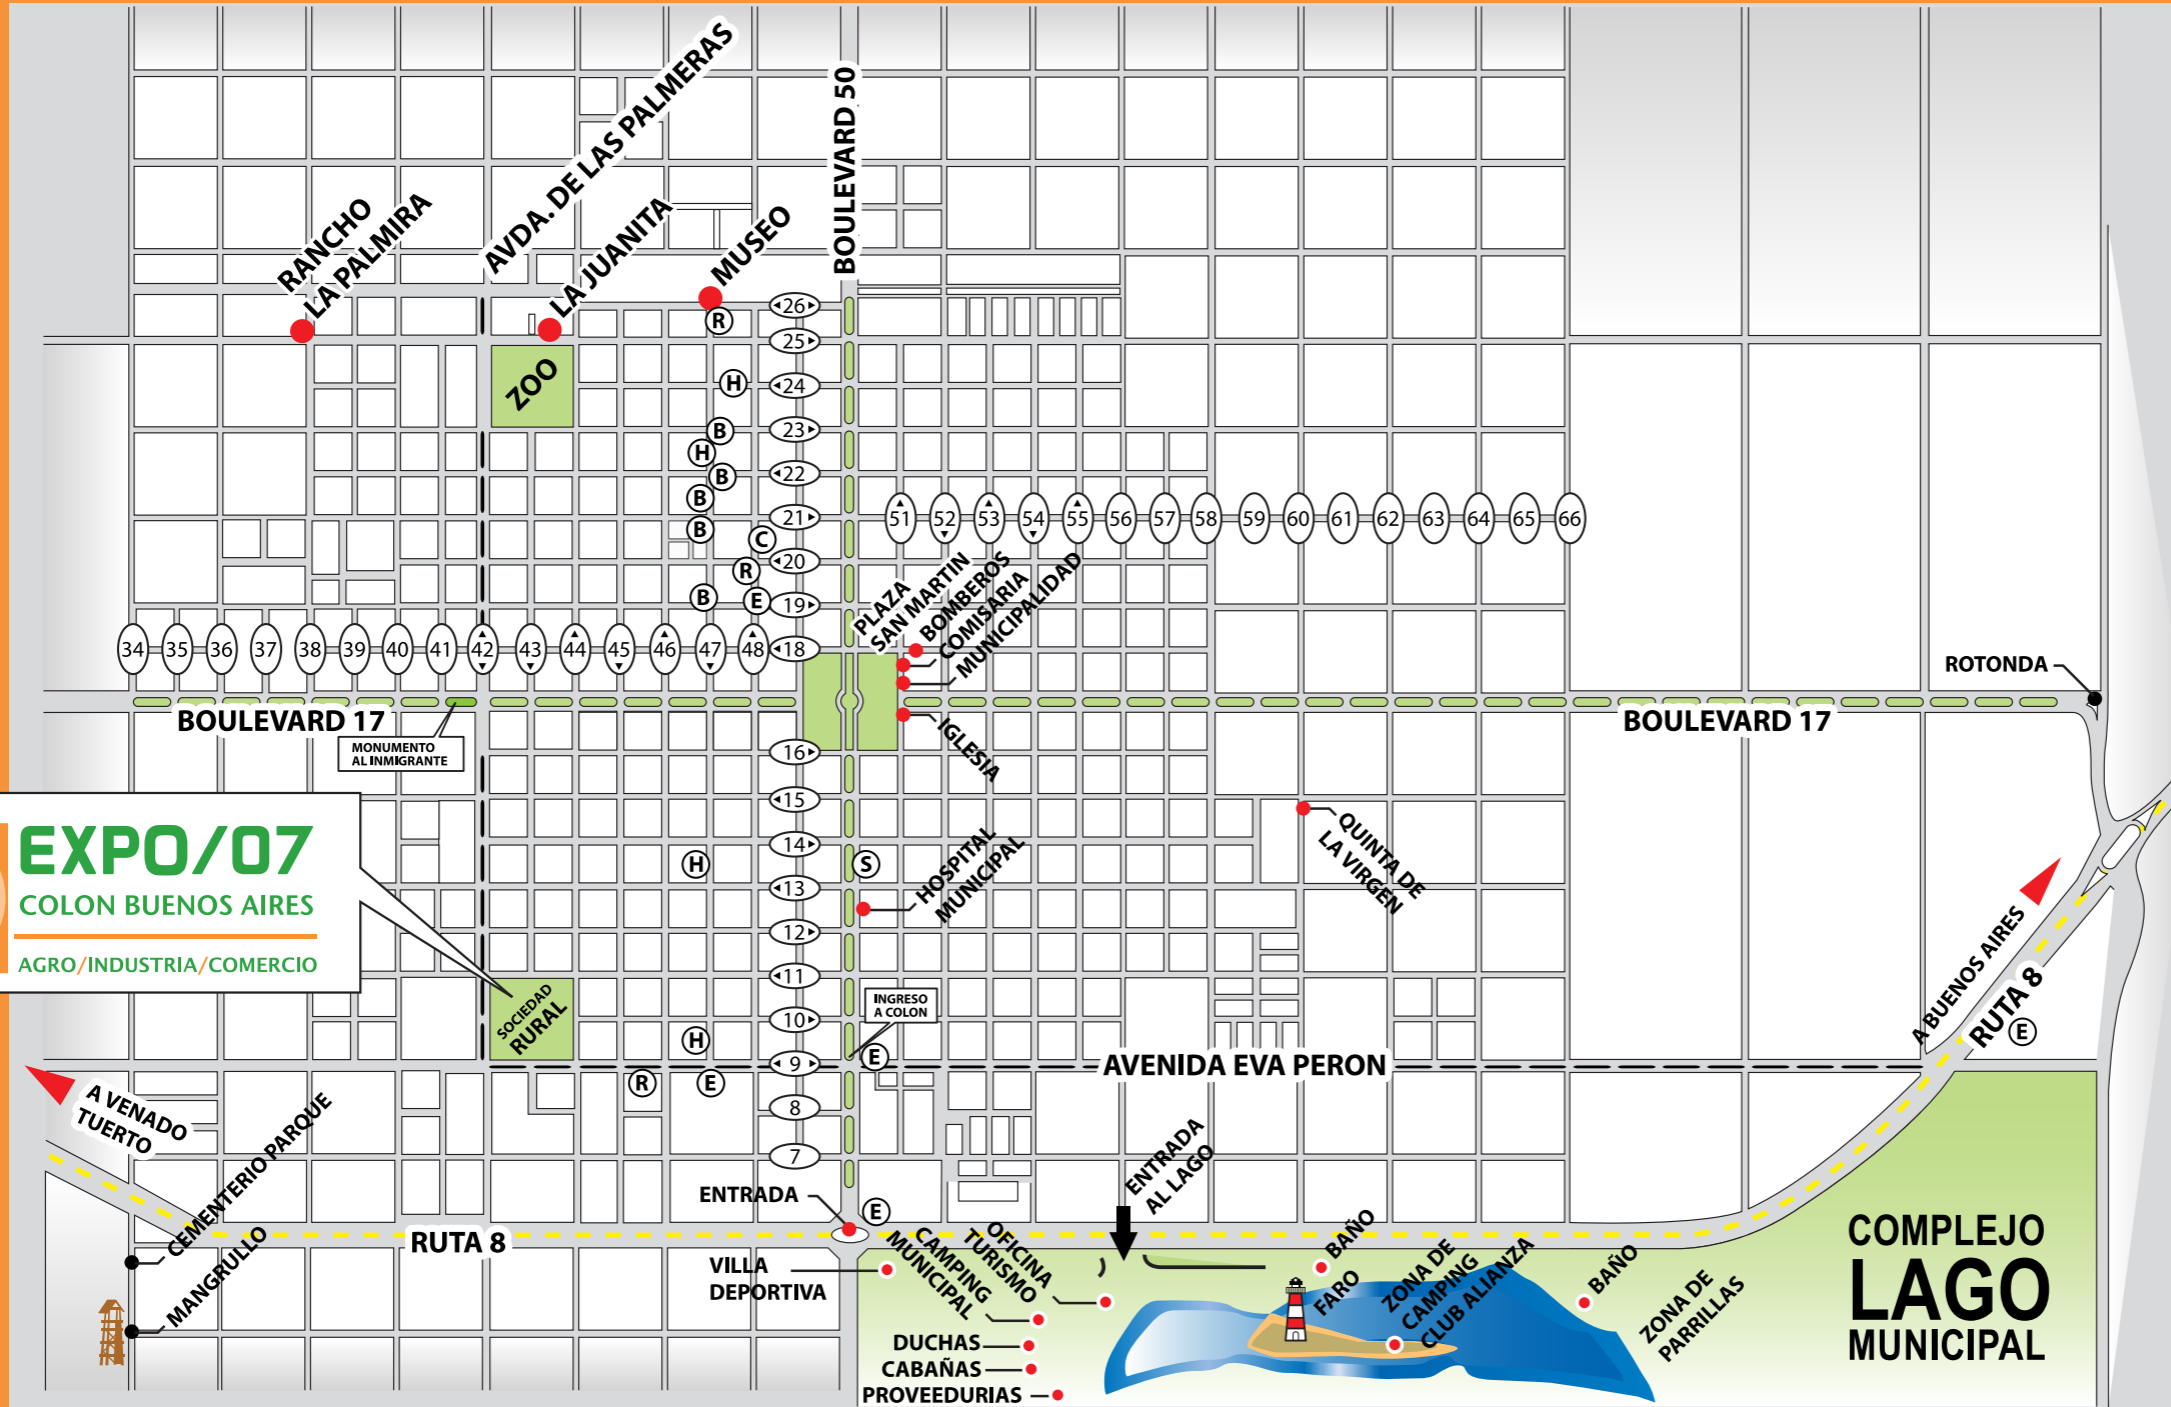 AVDA. DE LAS PALMERAS
BOULEVARD 50
RANCHO
LA PALMIRA
LA JUANITA
MUSEO
R
ZOO
H
B
H
B
B
B
C
R
B
E
26
25
24
23
22
21
20
19
18
51 52 53 54 55 56 57 58 59 60 61 62 63 64 65 66
34 35 36 37 38 39 40 41 42 43 44 45 46 47 48
PLAZA
SAN MARTIN
BOMBEROS
COMISARIA
MUNICIPALIDAD
IGLESIA
ROTONDA
BOULEVARD 17
BOULEVARD 17
MONUMENTO
AL INMIGRANTE
16
15
14
13
12
11
10
9
8
7
EXPO/07
COLON BUENOS AIRES
AGRO/INDUSTRIA/COMERCIO
H
S
HOSPITAL
MUNICIPAL
QUINTA DE
LA VIRGEN
SOCIEDAD
RURAL
INGRESO
A COLON
H
E
R
E
AVENIDA EVA PERON
A BUENOS AIRES
RUTA 8
E
A VENADO
TUERTO
CEMENTERIO PARQUE
MANGRULLO
RUTA 8
ENTRADA
E
ENTRADA
AL LAGO
VILLA
DEPORTIVA
CAMPING
MUNICIPAL
OFICINA
TURISMO
DUCHAS
CABAÑAS
PROVEEDURIAS
BAÑO
FARO
ZONA DE
CAMPING
CLUB ALIANZA
BAÑO
ZONA DE
PARRILLAS
COMPLEJO
LAGO
MUNICIPAL